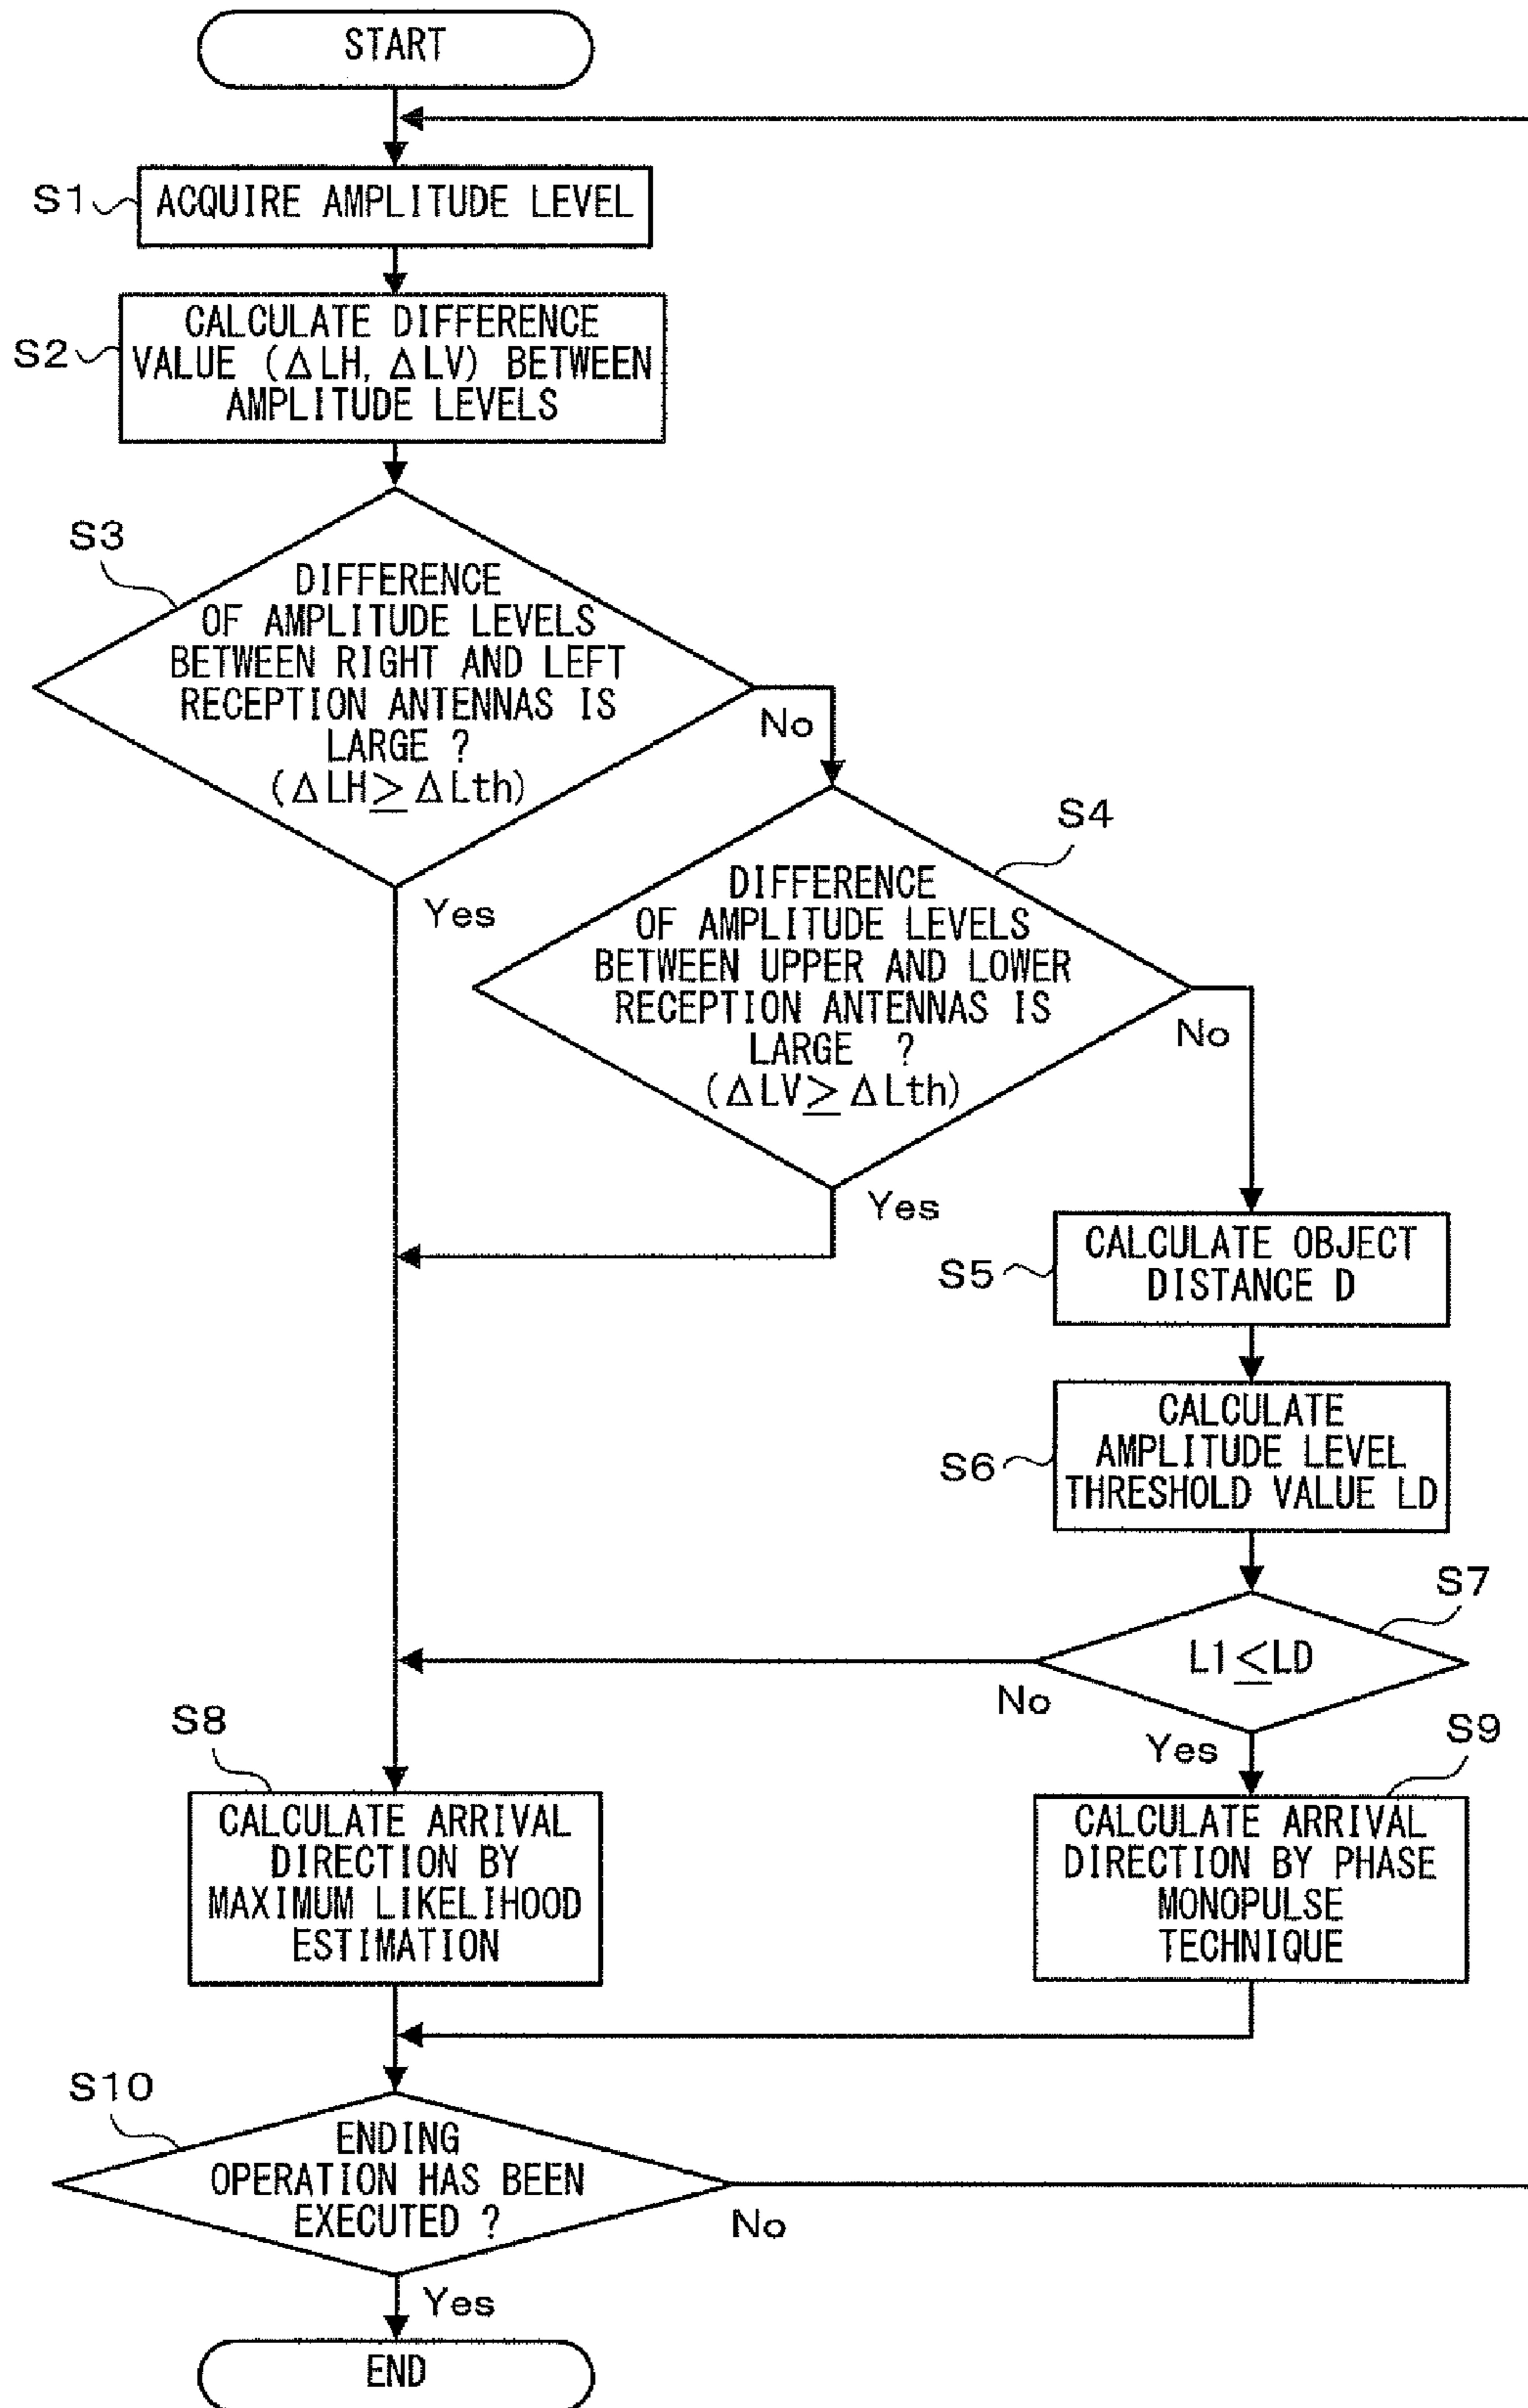 START
S1
ACQUIRE AMPLITUDE LEVEL
S2
CALCULATE DIFFERENCE
VALUE (ΔLH, ΔLV) BETWEEN
AMPLITUDE LEVELS
S3
DIFFERENCE
OF AMPLITUDE LEVELS
BETWEEN RIGHT AND LEFT
RECEPTION ANTENNAS IS
LARGE ?
(ΔLH≥ΔLth)
No
Yes
S4
DIFFERENCE
OF AMPLITUDE LEVELS
BETWEEN UPPER AND LOWER
RECEPTION ANTENNAS IS
LARGE ?
(ΔLV≥ΔLth)
No
Yes
S5
CALCULATE OBJECT
DISTANCE D
S6
CALCULATE
AMPLITUDE LEVEL
THRESHOLD VALUE LD
S7
L1≤LD
No
Yes
S8
CALCULATE ARRIVAL
DIRECTION BY
MAXIMUM LIKELIHOOD
ESTIMATION
S9
CALCULATE ARRIVAL
DIRECTION BY PHASE
MONOPULSE
TECHNIQUE
S10
ENDING
OPERATION HAS BEEN
EXECUTED ?
No
Yes
END